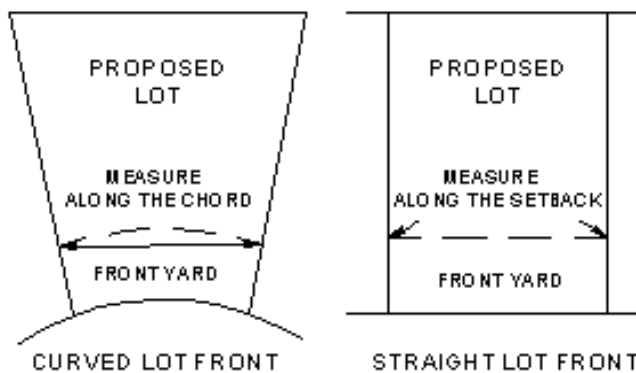 PROPOSED
LOT
MEASURE
ALONG THE CHORD
FRONT YARD
CURVED LOT FRONT
PROPOSED
LOT
MEASURE
ALONG THE SETBACK
FRONT YARD
STRAIGHT LOT FRONT